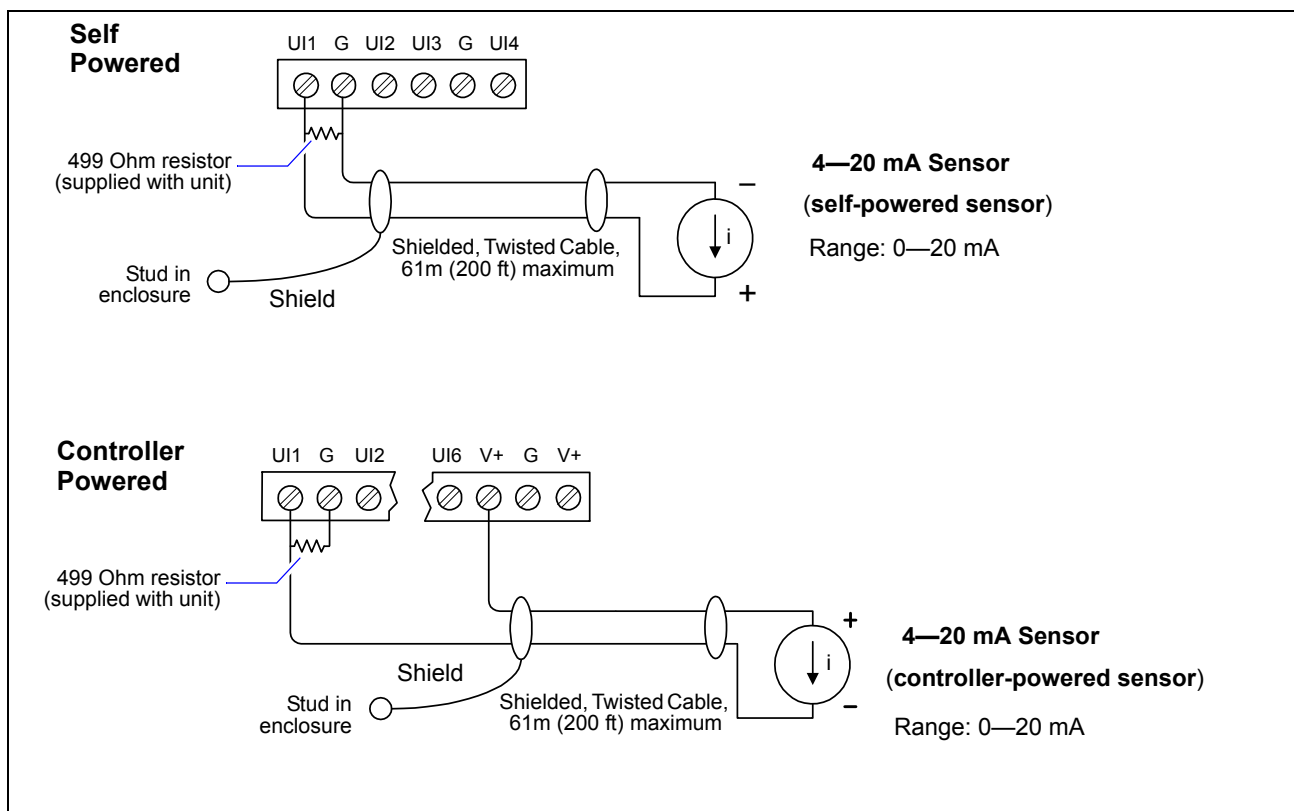 Self
Powered
UI1 G UI2 UI3 G UI4
499 Ohm resistor
(supplied with unit)
4—20 mA Sensor
(self-powered sensor)
Range: 0—20 mA
–
i
+
Shielded, Twisted Cable,
61m (200 ft) maximum
Stud in
enclosure
Shield
Controller
Powered
UI1 G UI2
UI6 V+ G V+
499 Ohm resistor
(supplied with unit)
+
i
–
4—20 mA Sensor
(controller-powered sensor)
Range: 0—20 mA
Shield
Stud in
enclosure
Shielded, Twisted Cable,
61m (200 ft) maximum